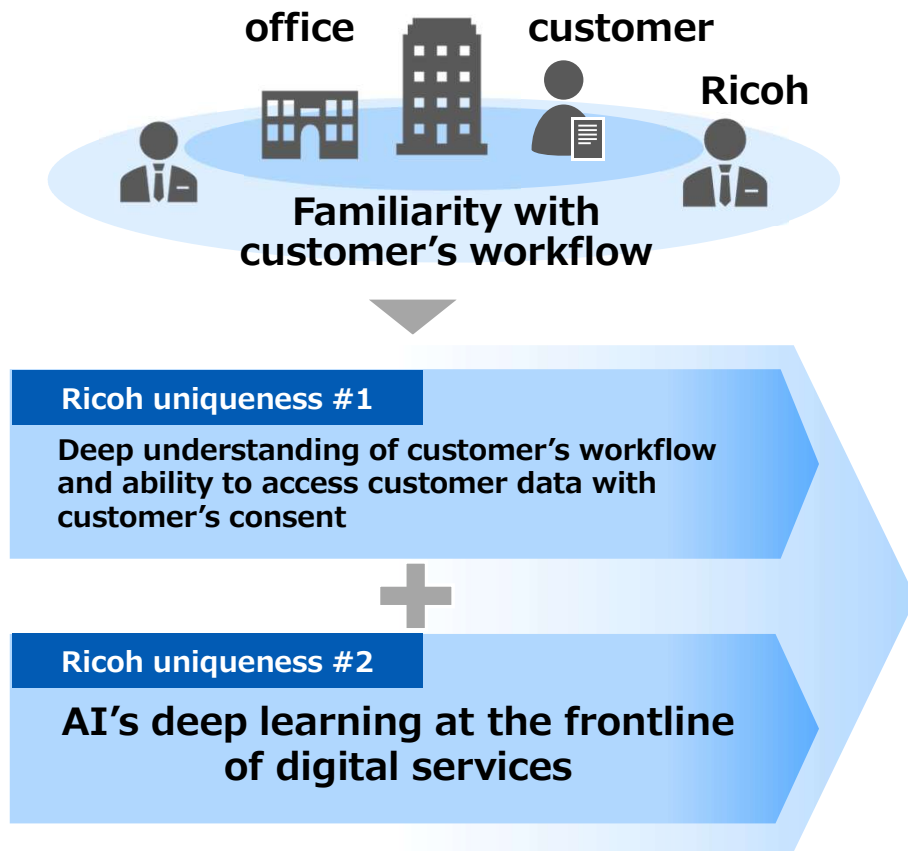 office
customer
Ricoh
Familiarity with
customer’s workflow
Ricoh uniqueness #1
Deep understanding of customer’s workflow
and ability to access customer data with
customer’s consent
Ricoh uniqueness #2
AI’s deep learning at the frontline
of digital services